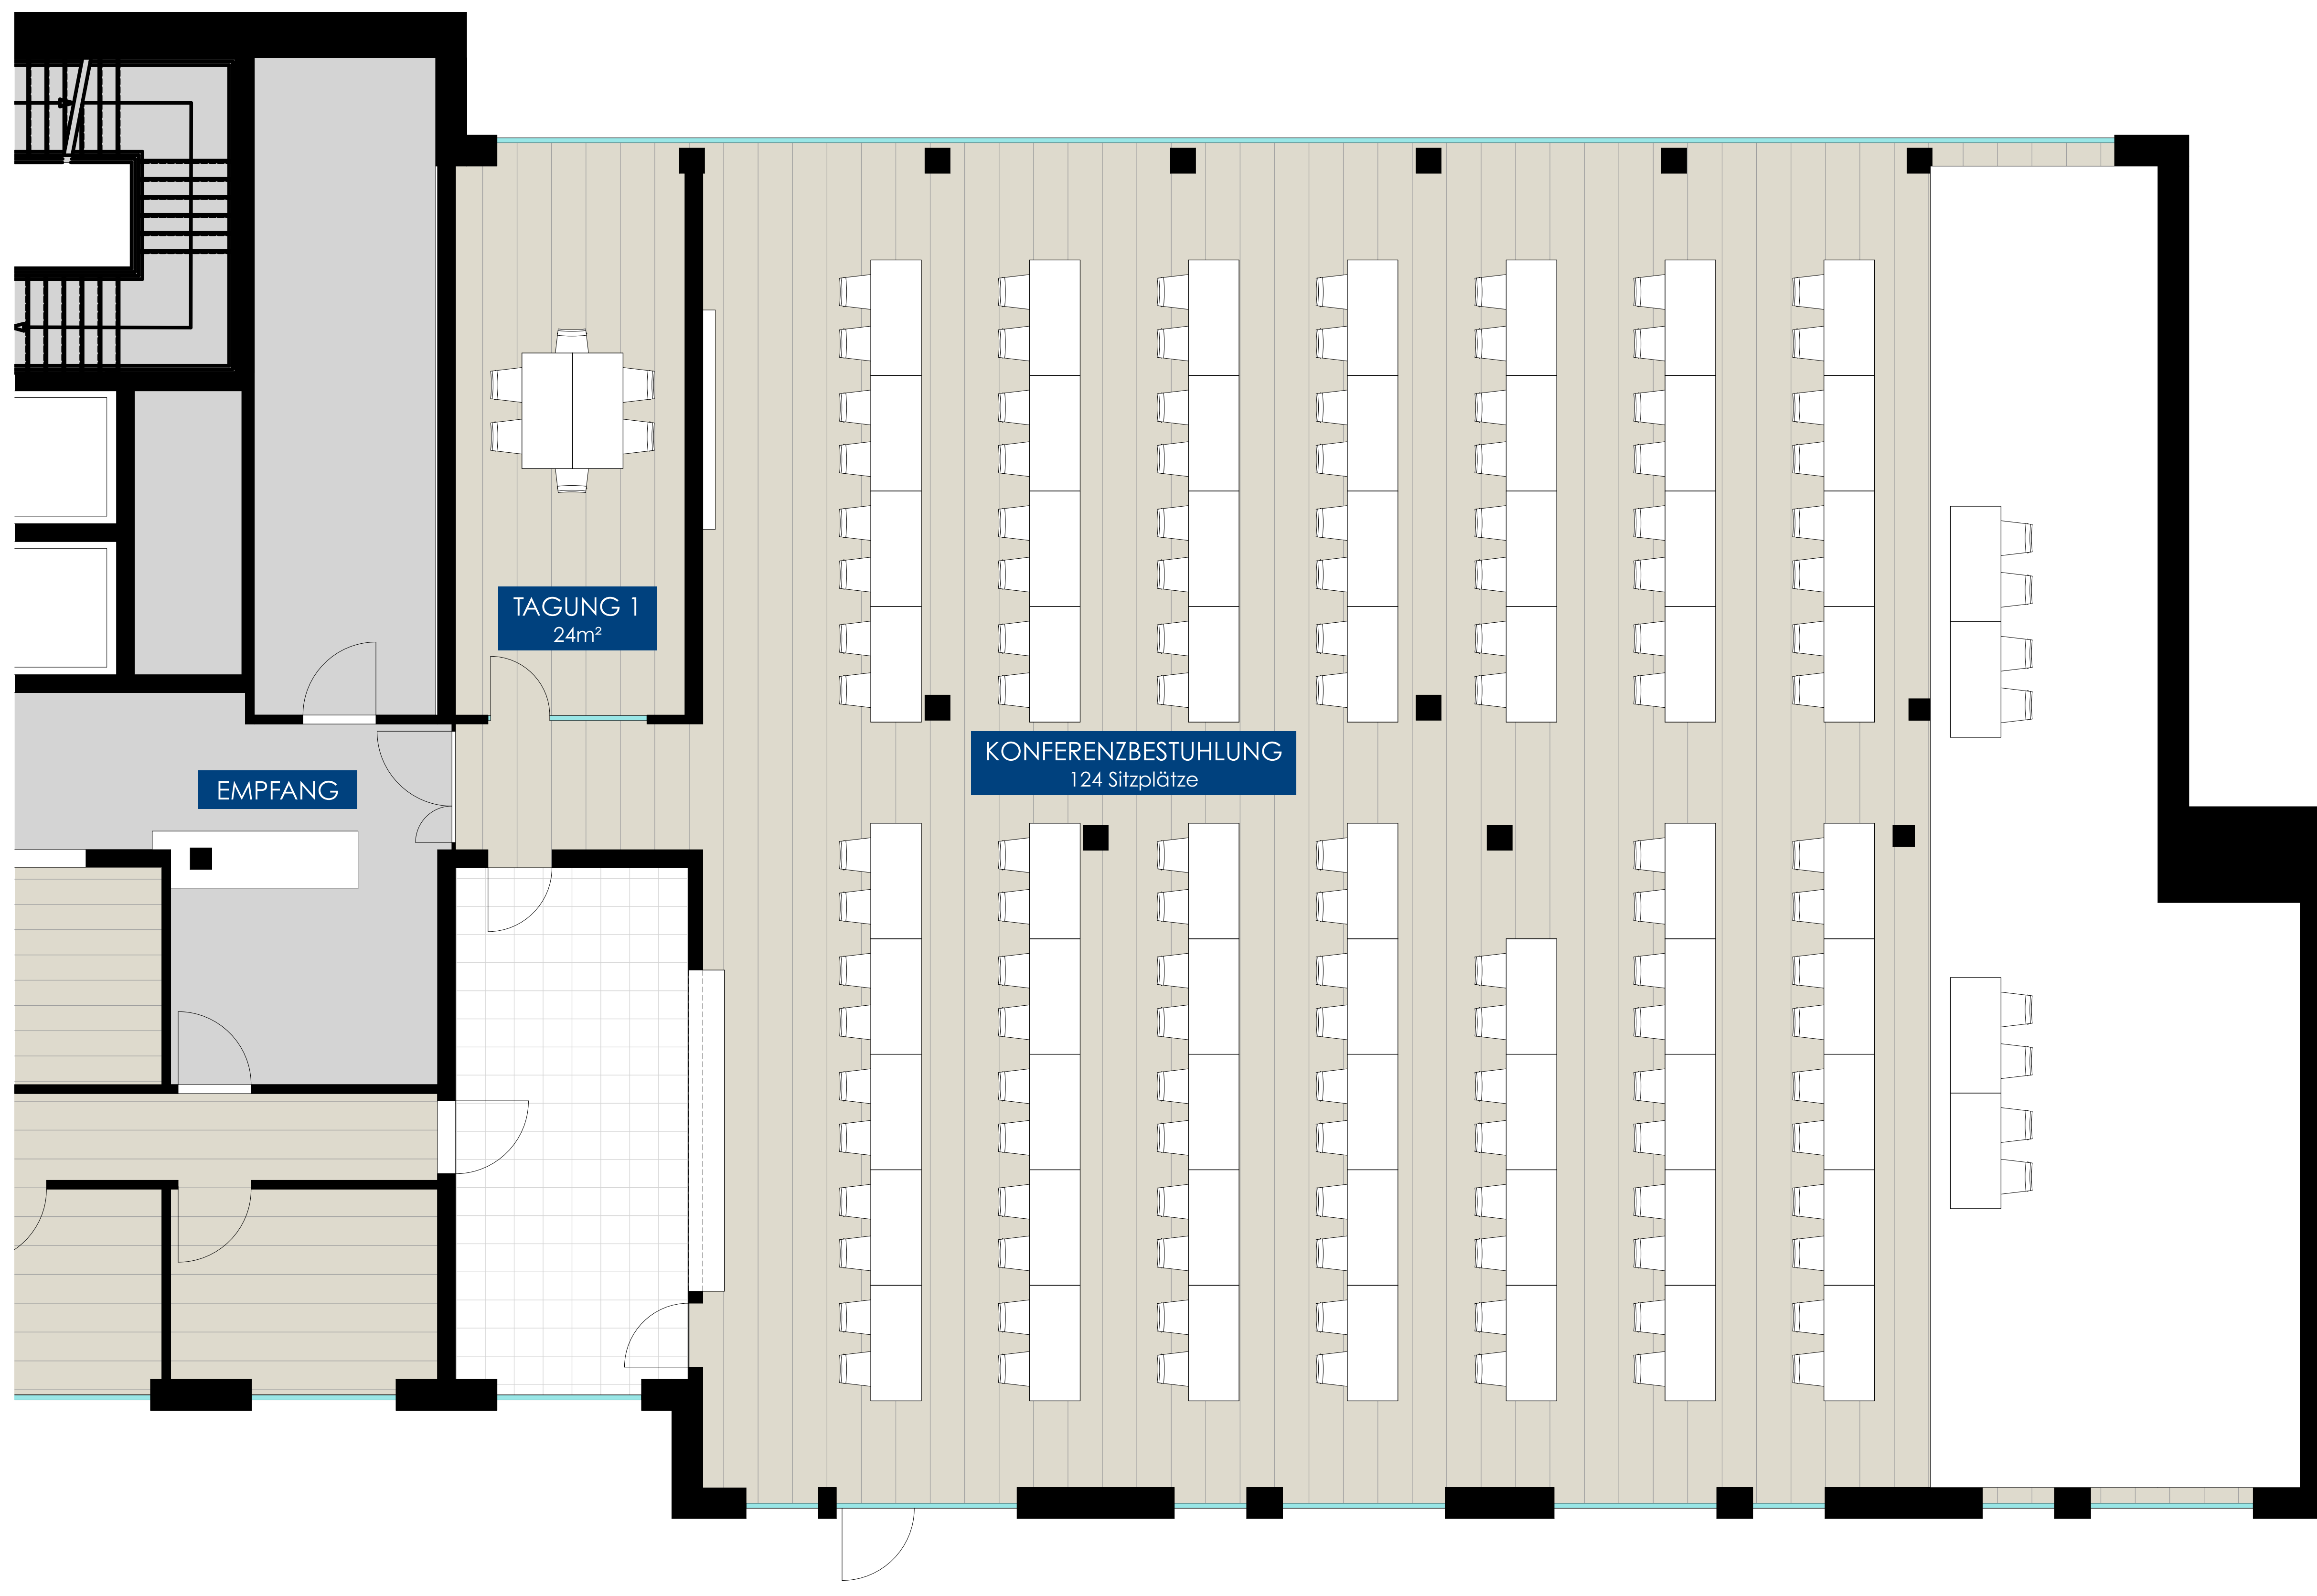 TAGUNG 1
24m²
KONFERENZBESTUHLUNG
124 Sitzplätze
EMPFANG